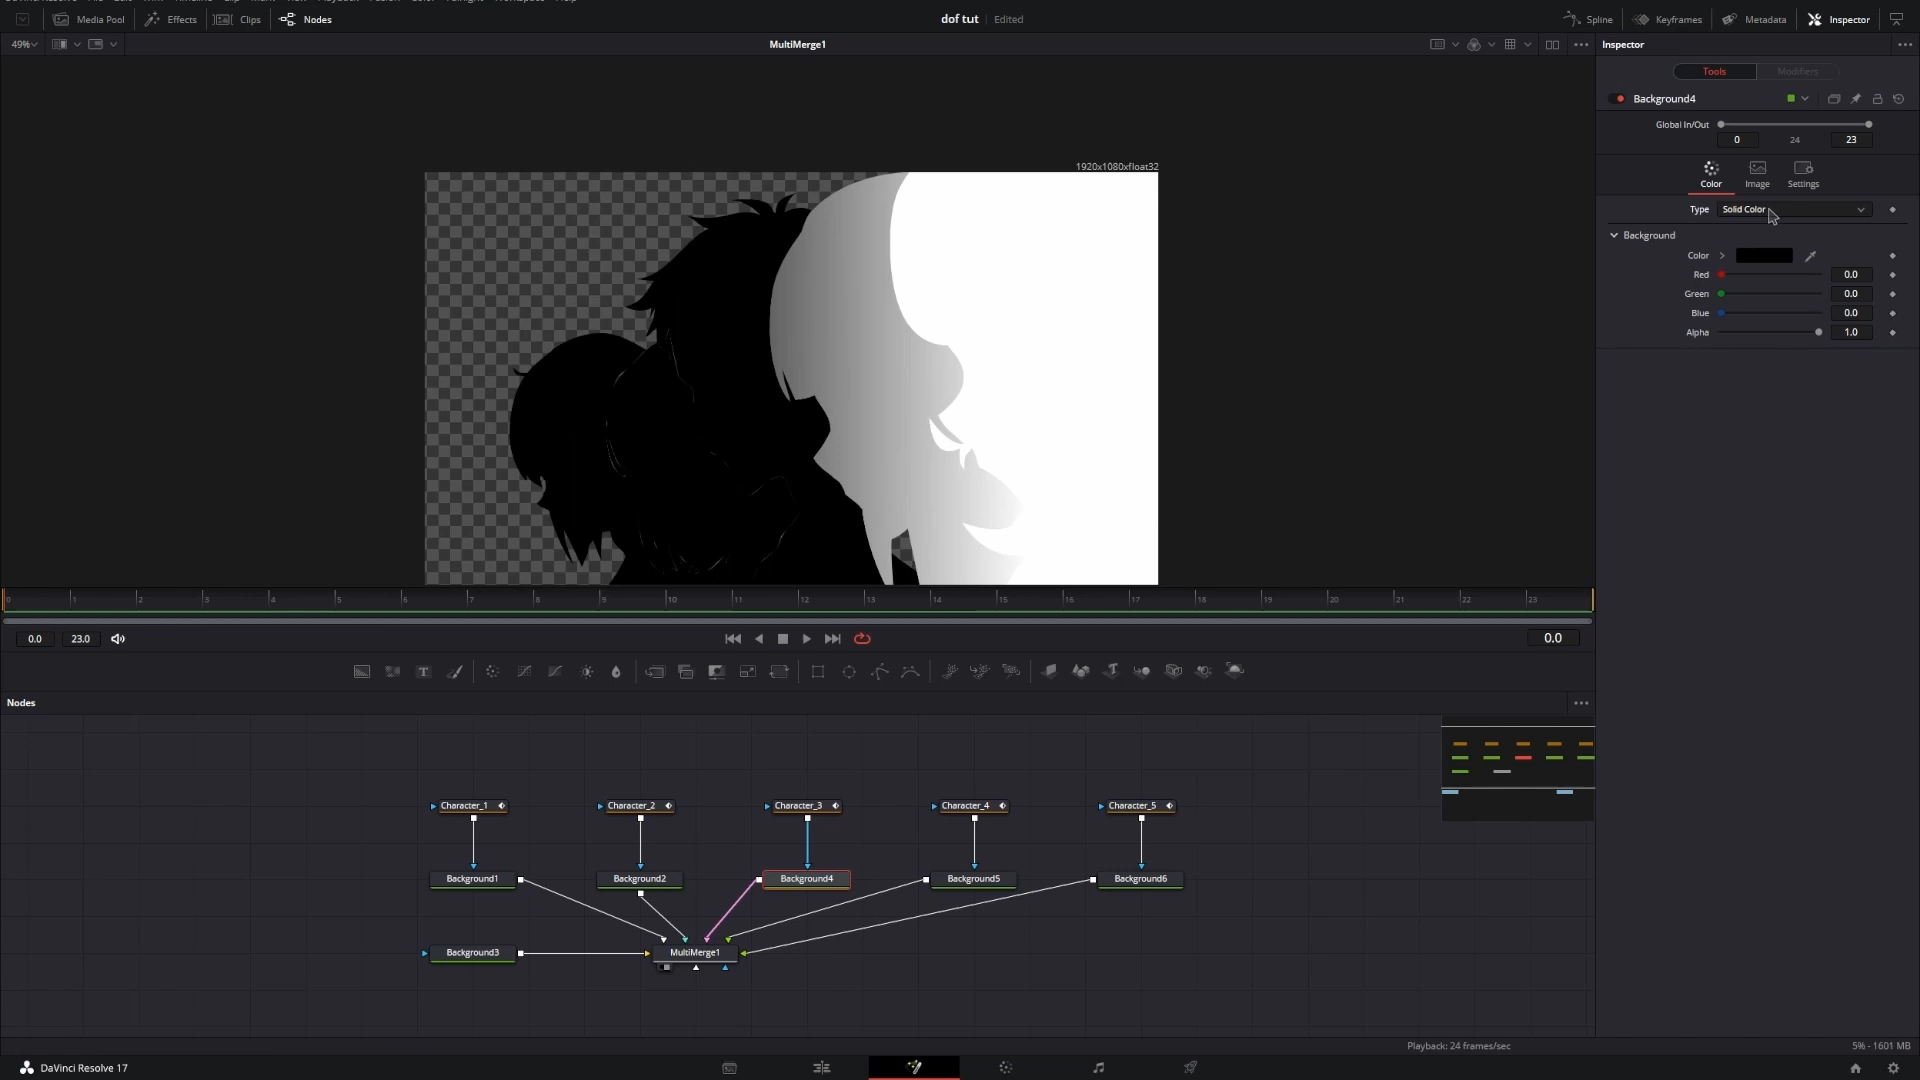 Media Pool
Effects
Clips
Nodes
dof tut
Edited
Spline
Keyframes
Metadata
Inspector
49%
MultiMerge1
Inspector
Tools
Modifiers
Background4
Global In/Out
0
24
23
1920x1080xfloat32
Color
Image
Settings
Type
Solid Color
Background
Color
Red
0.0
Green
0.0
Blue
0.0
Alpha
1.0
0 1 2 3 4 5 6 7 8 9 10 11 12 13 14 15 16 17 18 19 20 21 22 23
0.0
23.0
0.0
Nodes
Character_1
Character_2
Character_3
Character_4
Character_5
Background1
Background2
Background4
Background5
Background6
Background3
MultiMerge1
Playback: 24 frames/sec
5% - 1601 MB
DaVinci Resolve 17